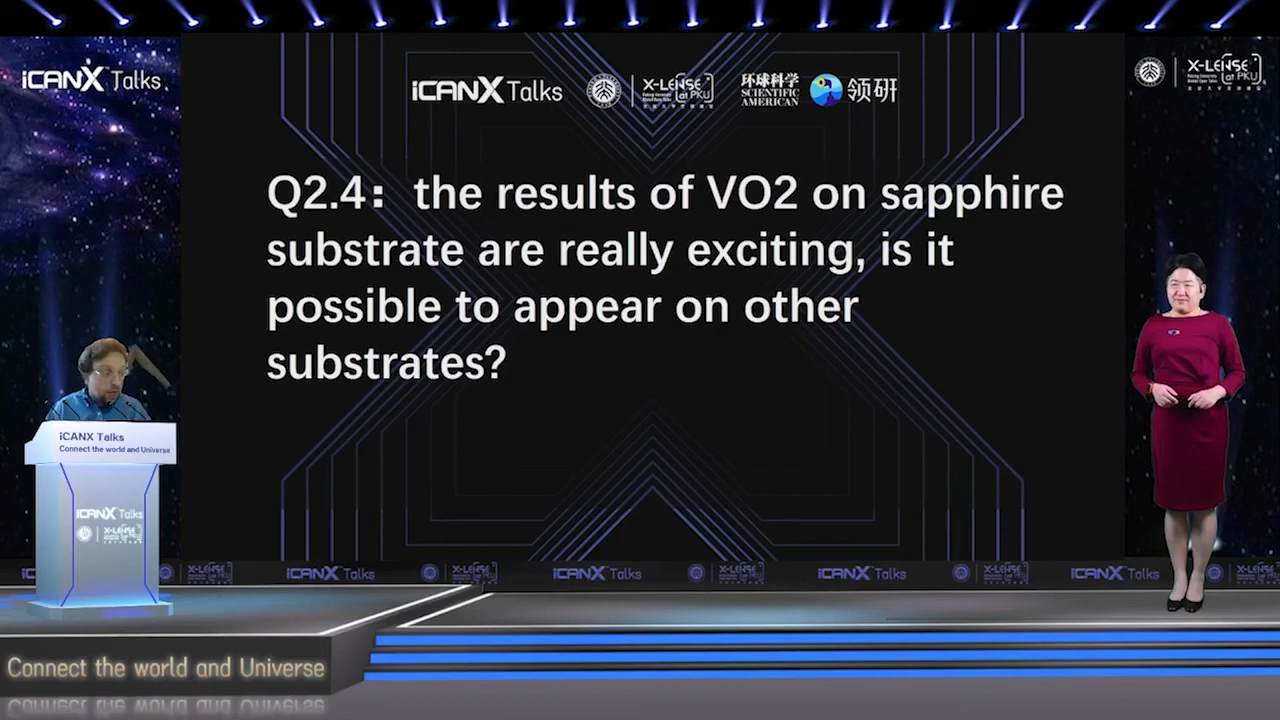 iCANX Talks
iCANX Talks
X-LENSE
at PKU
环球科学
SCIENTIFIC
AMERICAN
领研
X-LENSE
at PKU
Q2.4： the results of VO2 on sapphire
substrate are really exciting, is it
possible to appear on other
substrates?
iCANX Talks
Connect the world and Universe
iCANX Talks
X-LENSE
iCANX Talks
iCANX Talks
iCANX Talks
iCANX Talks
Connect the world and Universe